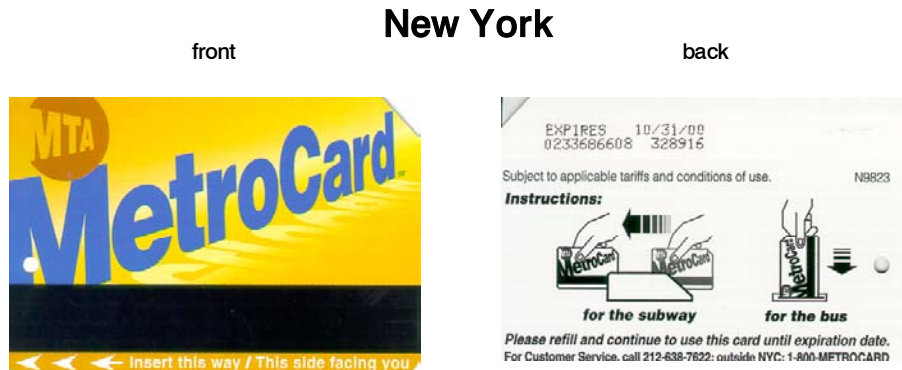 New York
front
back
MTA
MetroCard
Insert this way / This side facing you
EXPIRES 10/31/00
0233686608 328916
Subject to applicable tariffs and conditions of use.
N9823
Instructions:
MetroCard
MetroCard
MetroCard
for the subway
for the bus
Please refill and continue to use this card until expiration date.
For Customer Service, call 212-638-7622; outside NYC: 1-800-METROCARD